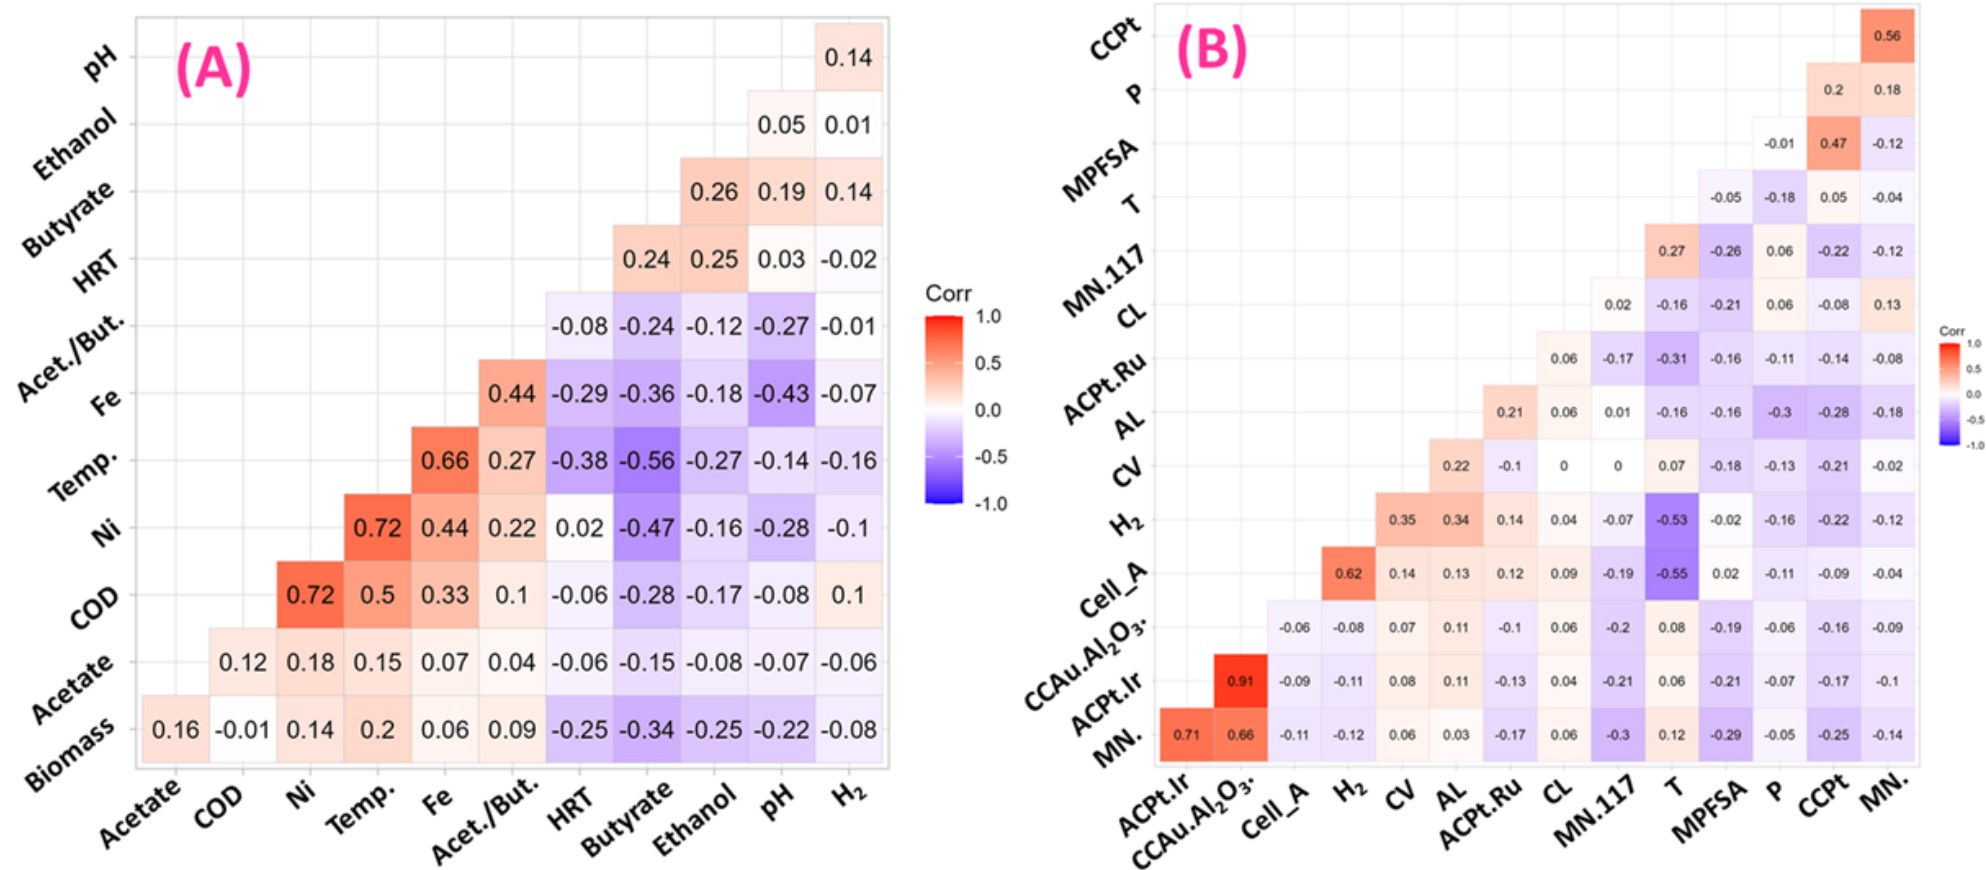 (A)
pH 0.14
Ethanol 0.05 0.01
Butyrate 0.26 0.19 0.14
HRT 0.24 0.25 0.03 -0.02
Acet./But. -0.08 -0.24 -0.12 -0.27 -0.01
Fe 0.44 -0.29 -0.36 -0.18 -0.43 -0.07
Temp. 0.66 0.27 -0.38 -0.56 -0.27 -0.14 -0.16
Ni 0.72 0.44 0.22 0.02 -0.47 -0.16 -0.28 -0.1
COD 0.72 0.5 0.33 0.1 -0.06 -0.28 -0.17 -0.08 0.1
Acetate 0.12 0.18 0.15 0.07 0.04 -0.06 -0.15 -0.08 -0.07 -0.06
Biomass 0.16 -0.01 0.14 0.2 0.06 0.09 -0.25 -0.34 -0.25 -0.22 -0.08
Acetate COD Ni Temp. Fe Acet./But. HRT Butyrate Ethanol pH H₂
Corr
1.0
0.5
0.0
-0.5
-1.0
(B)
CCPt 0.56
P 0.2 0.18
MPFSA -0.01 0.47 -0.12
T -0.05 -0.18 0.05 -0.04
MN.117 0.27 -0.26 0.06 -0.22 -0.12
CL 0.02 -0.16 -0.21 0.06 -0.08 0.13
ACPt.Ru 0.06 -0.17 -0.31 -0.16 -0.11 -0.14 -0.08
AL 0.21 0.06 0.01 -0.16 -0.16 -0.3 -0.28 -0.18
CV 0.22 -0.1 0 0 0.07 -0.18 -0.13 -0.21 -0.02
H₂ 0.35 0.34 0.14 0.04 -0.07 -0.53 -0.02 -0.16 -0.22 -0.12
Cell_A 0.62 0.14 0.13 0.12 0.09 -0.19 -0.55 0.02 -0.11 -0.09 -0.04
CCAu.Al₂O₃. -0.06 -0.08 0.07 0.11 -0.1 0.06 -0.2 0.08 -0.19 -0.06 -0.16 -0.09
ACPt.Ir 0.91 -0.09 -0.11 0.08 0.11 -0.13 0.04 -0.21 0.06 -0.21 -0.07 -0.17 -0.1
MN. 0.71 0.66 -0.11 -0.12 0.06 0.03 -0.17 0.06 -0.3 0.12 -0.29 -0.05 -0.25 -0.14
ACPt.Ir CCAu.Al₂O₃. Cell_A H₂ CV AL ACPt.Ru CL MN.117 T MPFSA P CCPt MN.
Corr
1.0
0.5
0.0
-0.5
-1.0